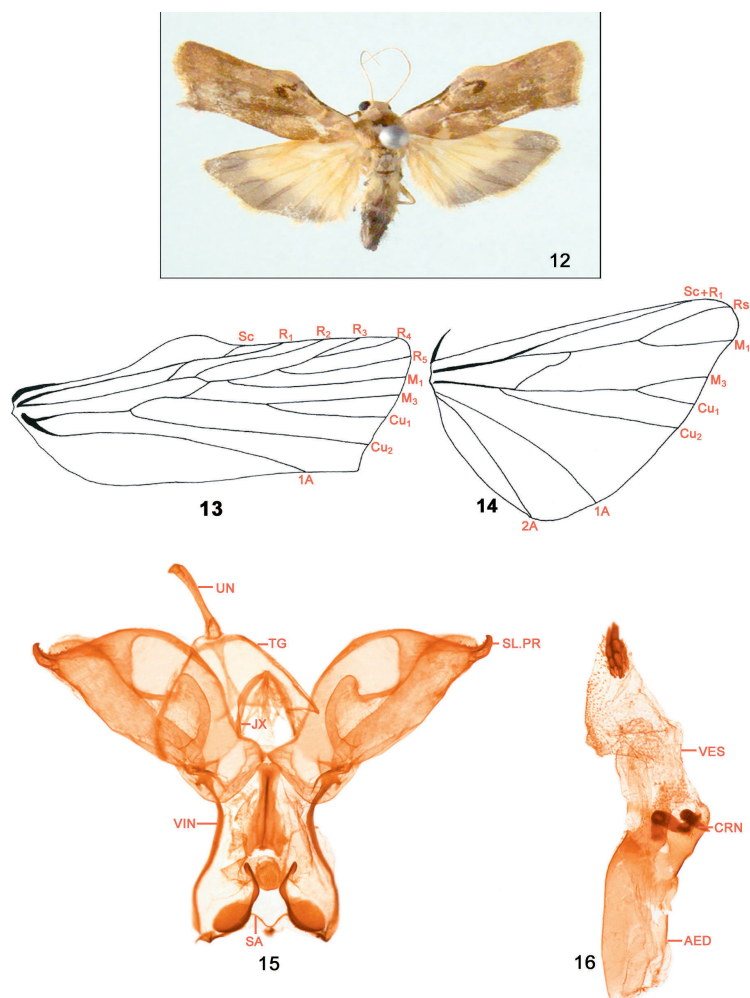 12
Sc R₁ R₂ R₃ R₄
R₅
M₁
M₃
Cu₁
Cu₂
1A
13
Sc+R₁
Rs
M₁
M₃
Cu₁
Cu₂
1A
2A
14
UN
TG
SL.PR
JX
VIN
SA
15
VES
CRN
AED
16